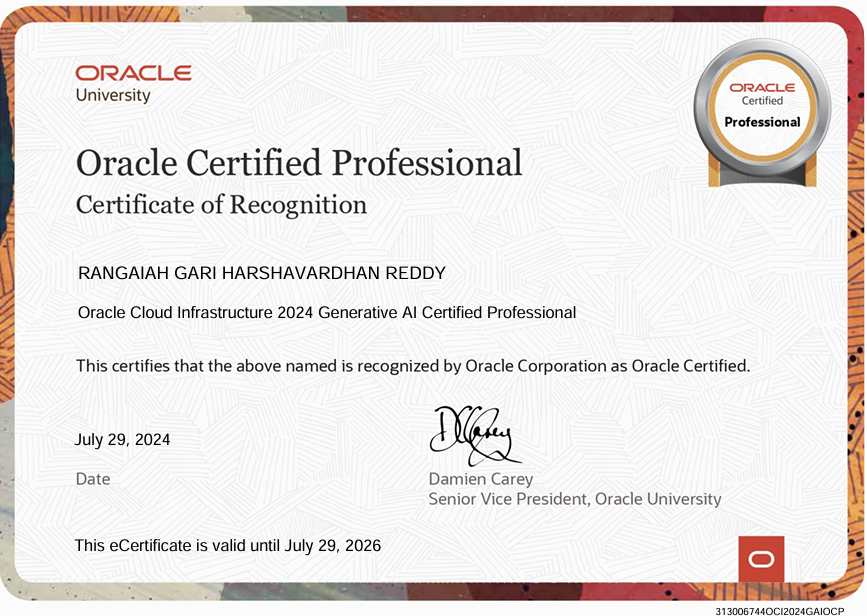 ORACLE
University
ORACLE
Certified
Professional
Oracle Certified Professional
Certificate of Recognition
RANGAIAH GARI HARSHAVARDHAN REDDY
Oracle Cloud Infrastructure 2024 Generative AI Certified Professional
This certifies that the above named is recognized by Oracle Corporation as Oracle Certified.
July 29, 2024
Date
DCarey
Damien Carey
Senior Vice President, Oracle University
This eCertificate is valid until July 29, 2026
313006744OCI2024GAIOCP